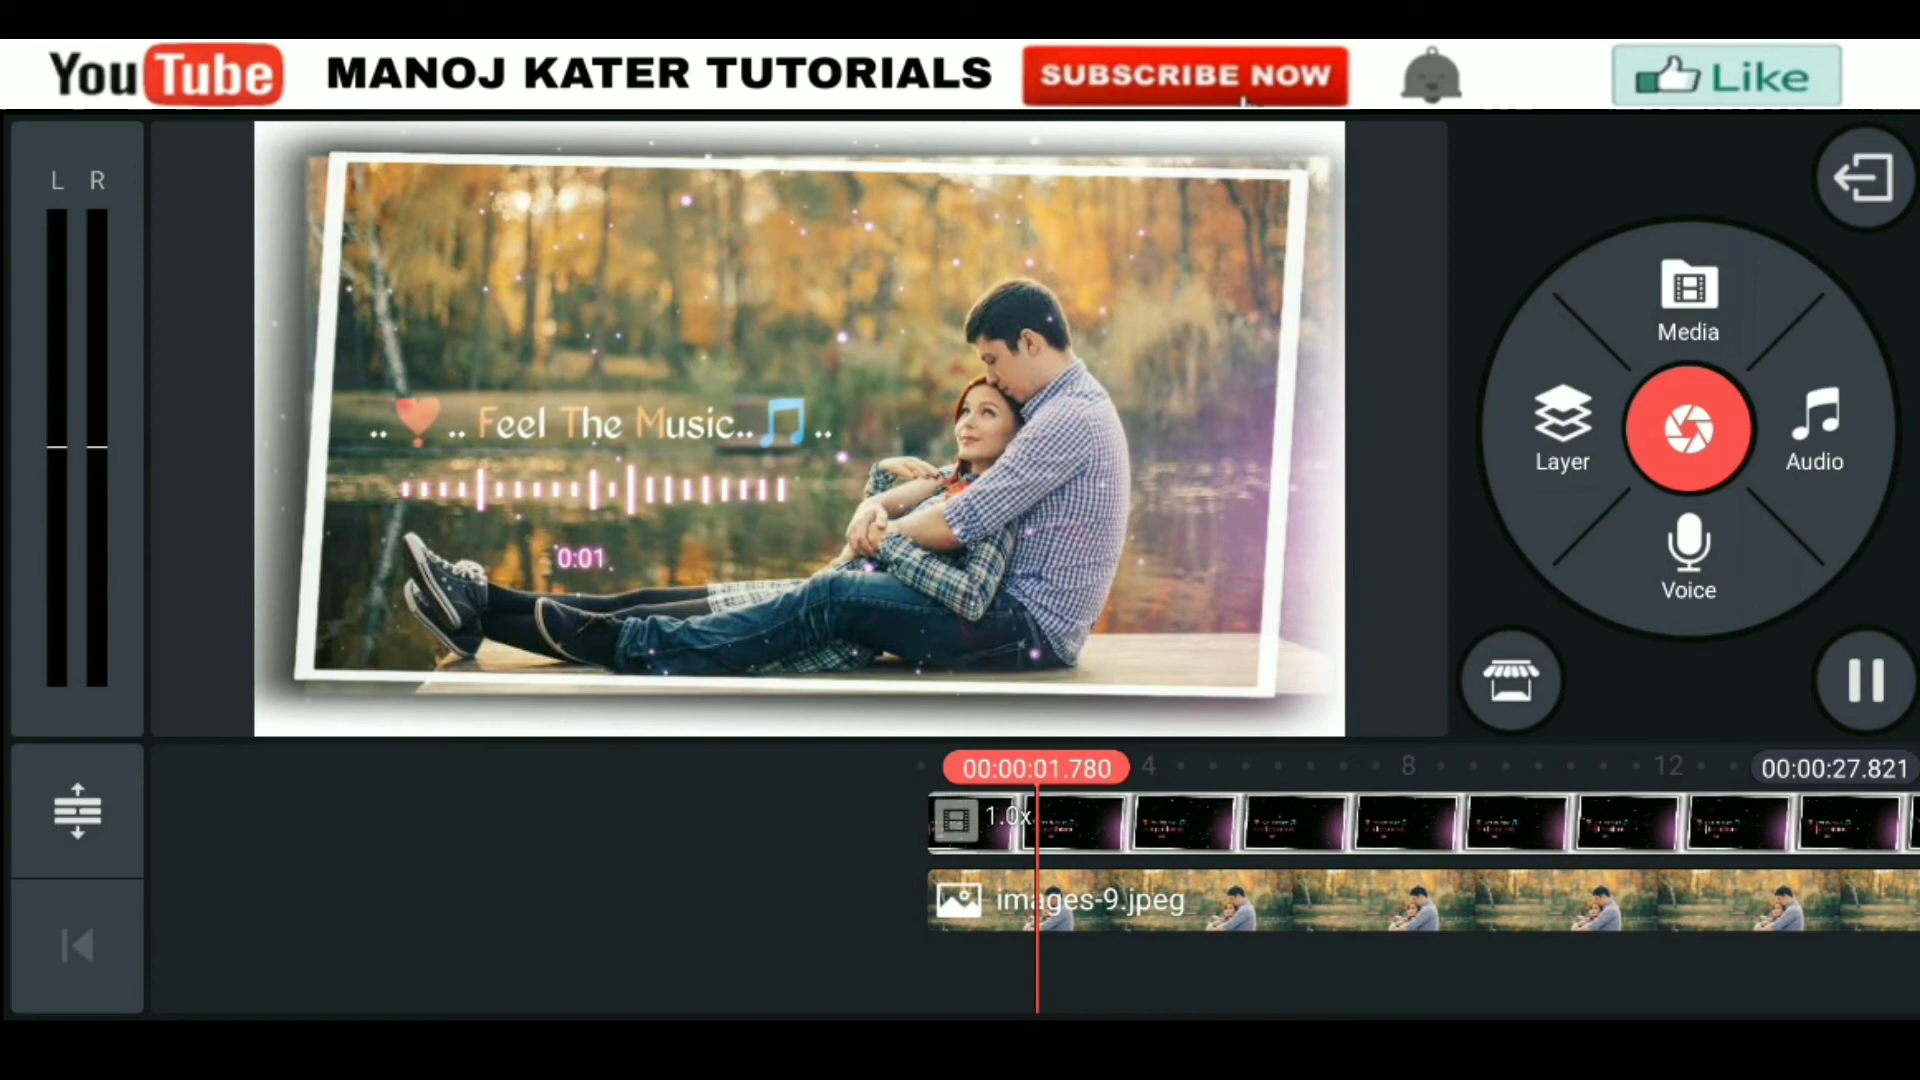 YouTube MANOJ KATER TUTORIALS SUBSCRIBE NOW Like
L R
Media
Layer
Audio
Voice
..❤️.. Feel The Music..🎵..
0:01
00:00:01.780 4 8 12 00:00:27.821
1.0x
images-9.jpeg